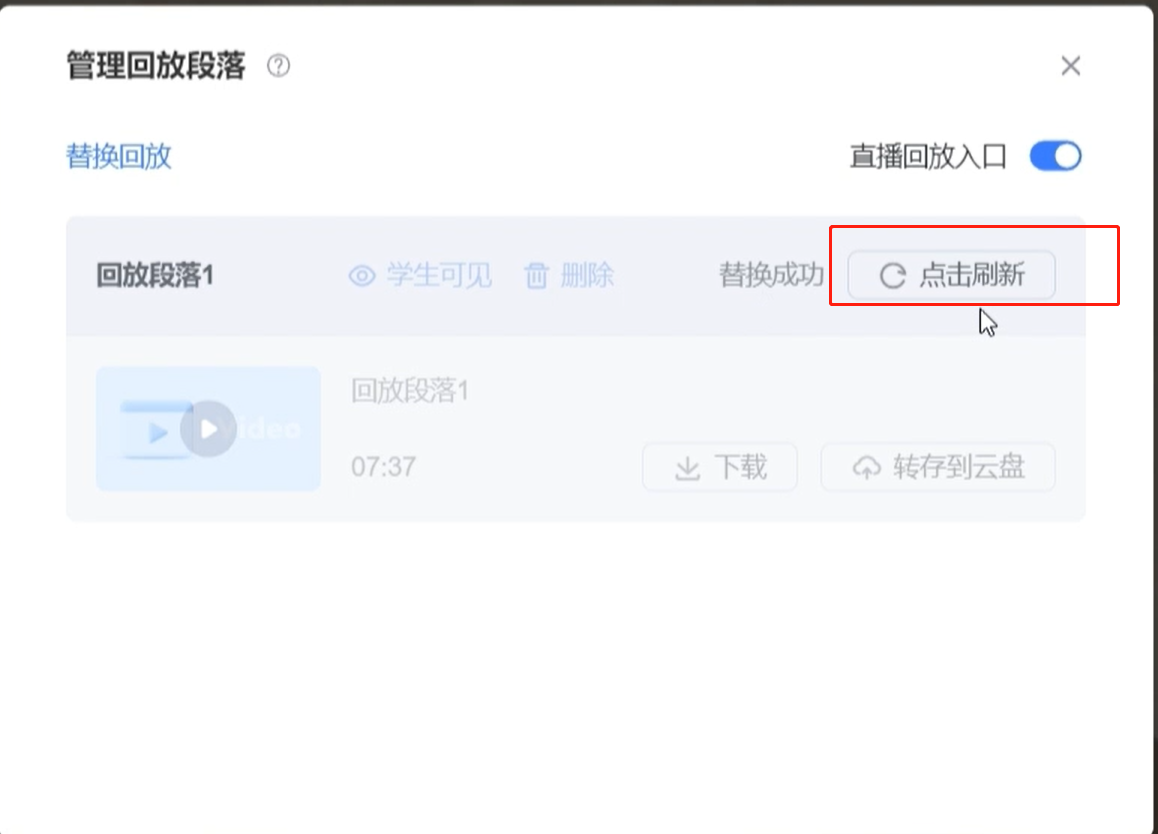 管理回放段落 ?
替换回放 直播回放入口
回放段落1 学生可见 删除 替换成功 点击刷新
Video 回放段落1
07:37 下载 转存到云盘